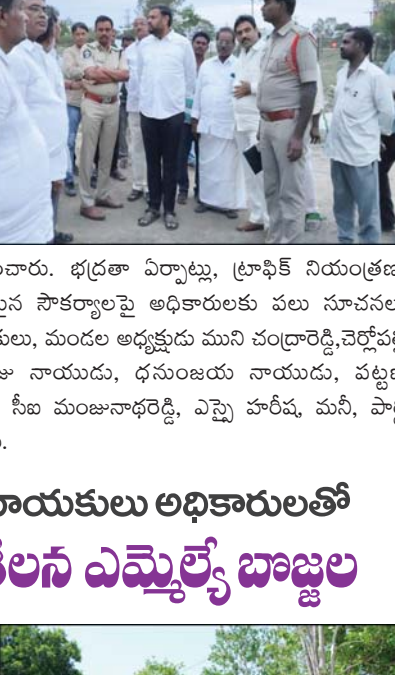 చారు. భద్రతా ఏర్పాట్లు, ట్రాఫిక్ నియంత్రణ
సౌకర్యాలపై అధికారులకు పలు సూచనల
మండల అధ్యక్షుడు ముని చంద్రారెడ్డి,చెర్లోపల్లి
నాయుడు, ధనుంజయ నాయుడు, పట్టణ
సీఐ మంజునాథరెడ్డి, ఎస్పై హరీష, మనీ,
నాయకులు అధికారులతో
ఎమ్మెల్యే బొజ్జల